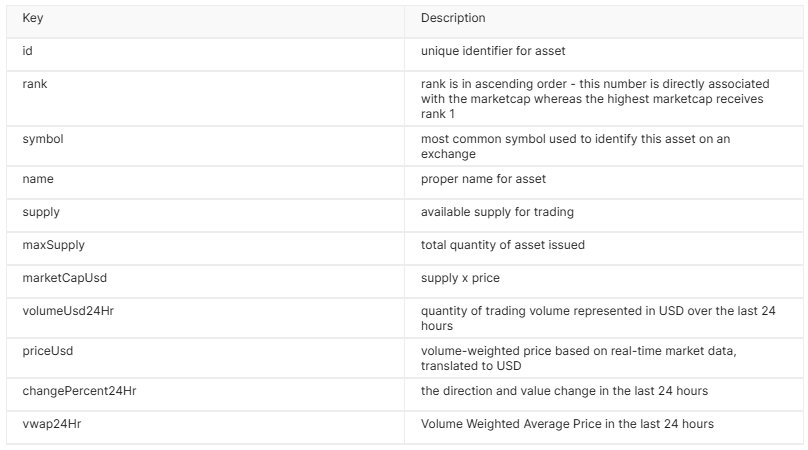 Key Description
id unique identifier for asset
rank rank is in ascending order - this number is directly associated
with the marketcap whereas the highest marketcap receives
rank 1
symbol most common symbol used to identify this asset on an
exchange
name proper name for asset
supply available supply for trading
maxSupply total quantity of asset issued
marketCapUsd supply x price
volumeUsd24Hr quantity of trading volume represented in USD over the last 24
hours
priceUsd volume-weighted price based on real-time market data,
translated to USD
changePercent24Hr the direction and value change in the last 24 hours
vwap24Hr Volume Weighted Average Price in the last 24 hours